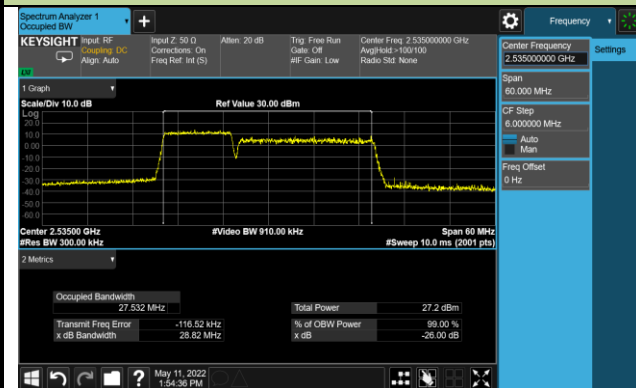 Spectrum Analyzer 1
Occupied BW
+
Frequency
KEYSIGHT
Input: RF
Coupling: DC
Align: Auto
Input Z: 50 Ω
Corrections: On
Freq Ref: Int (S)
Atten: 20 dB
Trig: Free Run
Gate: Off
#IF Gain: Low
Center Freq: 2.535000000 GHz
Avg|Hold:>100/100
Radio Std: None
Center Frequency
2.535000000 GHz
Settings
Span
60.000 MHz
CF Step
6.000000 MHz
Auto
Man
Freq Offset
0 Hz
1 Graph
Scale/Div 10.0 dB
Ref Value 30.00 dBm
Log
20.0
10.0
0.00
-10.0
-20.0
-30.0
-40.0
-50.0
-60.0
Center 2.53500 GHz
#Video BW 910.00 kHz
Span 60 MHz
#Res BW 300.00 kHz
#Sweep 10.0 ms (2001 pts)
2 Metrics
Occupied Bandwidth
27.532 MHz
Total Power 27.2 dBm
Transmit Freq Error -116.52 kHz
% of OBW Power 99.00 %
x dB Bandwidth 28.82 MHz
x dB -26.00 dB
?
May 11, 2022
1:54:36 PM